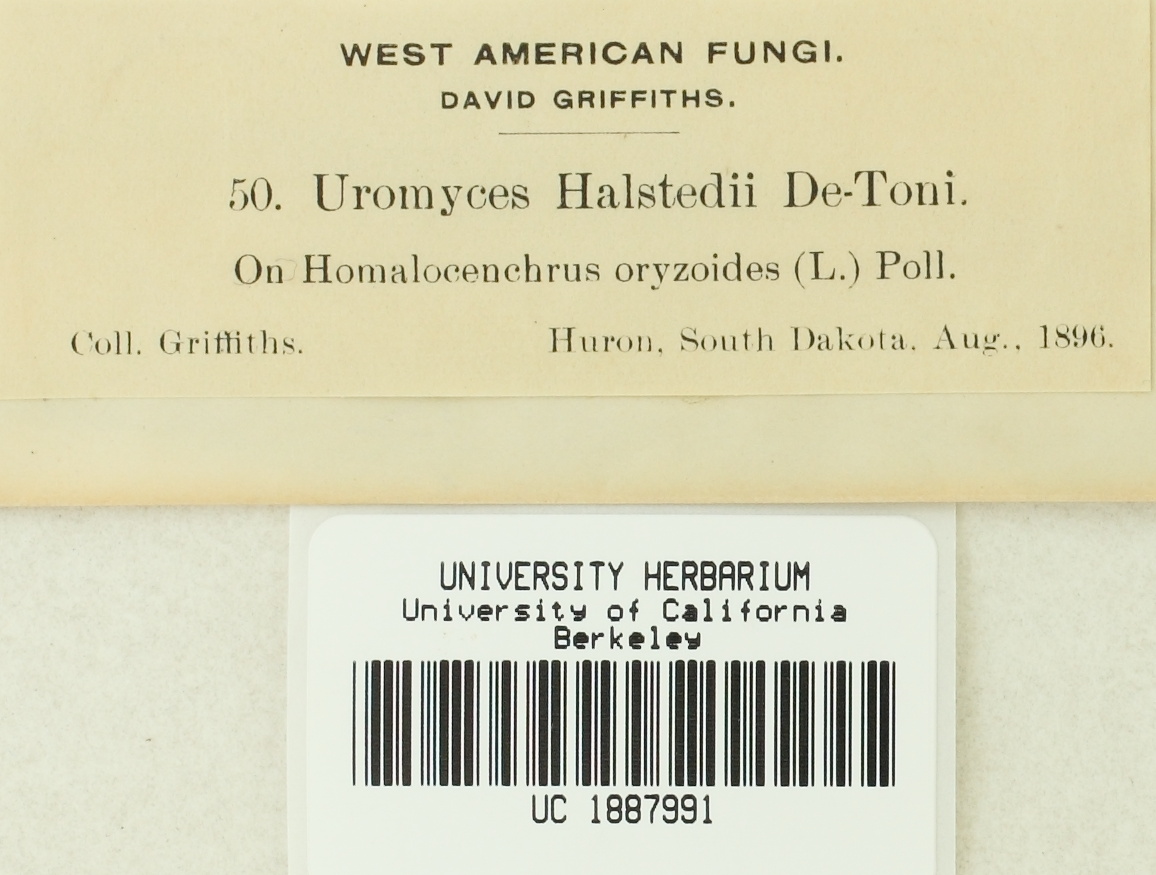 WEST AMERICAN FUNGI.
DAVID GRIFFITHS.
50. Uromyces Halstedii De-Toni.
On Homalocenchrus oryzoides (L.) Poll.
Coll. Griffiths. Huron, South Dakota, Aug., 1896.
UNIVERSITY HERBARIUM
University of California
Berkeley
UC 1887991